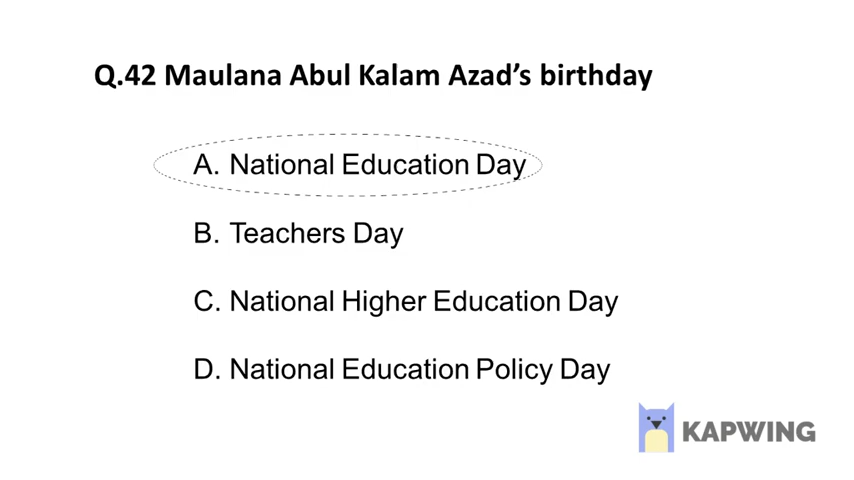 Q.42 Maulana Abul Kalam Azad's birthday
A. National Education Day
B. Teachers Day
C. National Higher Education Day
D. National Education Policy Day
KAPWING